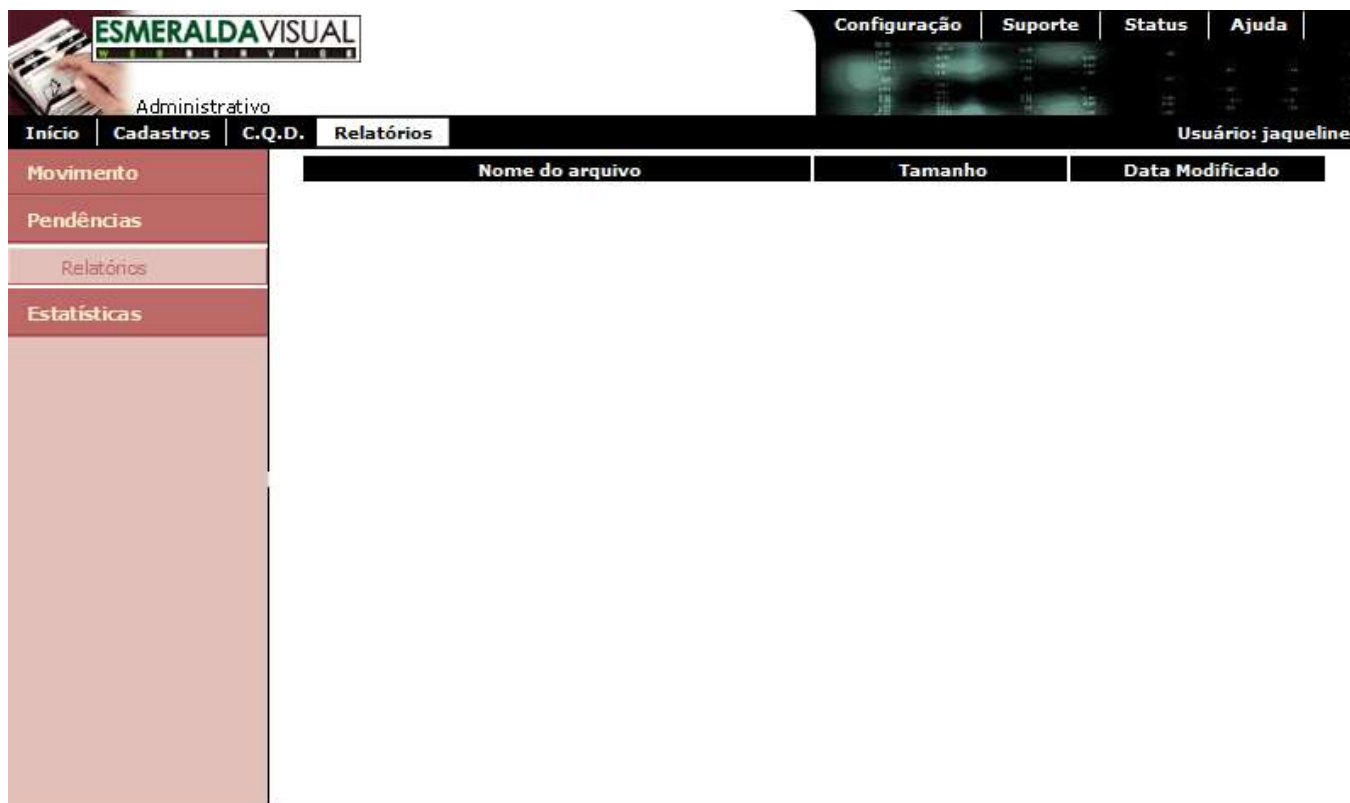 ESMERALDAVISUAL
WEBSERVICE
Administrativo
Configuração Suporte Status Ajuda
Início Cadastros C.Q.D. Relatórios Usuário: jaqueline
Movimento
Pendências
Relatórios
Estatísticas
Nome do arquivo Tamanho Data Modificado